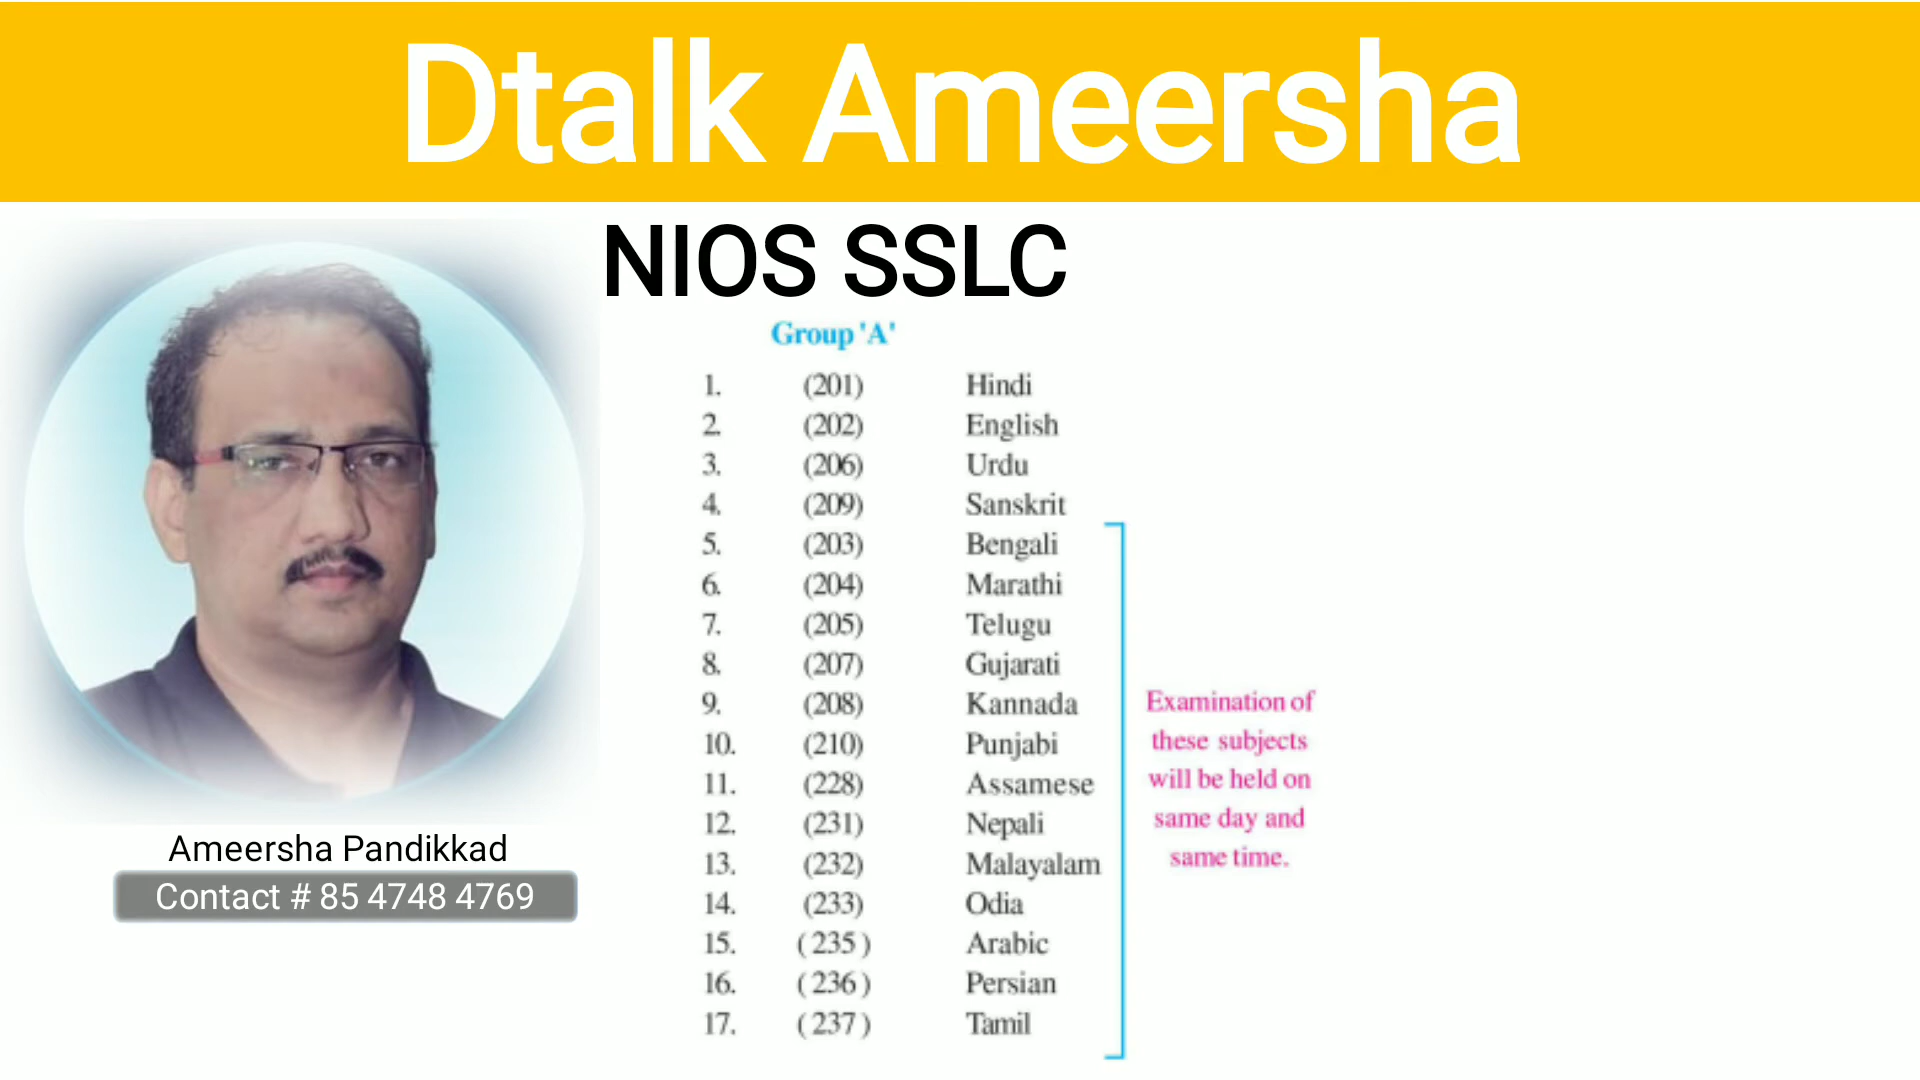 Dtalk Ameersha
NIOS SSLC
Group 'A'
1. (201) Hindi
2. (202) English
3. (206) Urdu
4. (209) Sanskrit
5. (203) Bengali
6. (204) Marathi
7. (205) Telugu
8. (207) Gujarati
9. (208) Kannada
10. (210) Punjabi
11. (228) Assamese
12. (231) Nepali
13. (232) Malayalam
14. (233) Odia
15. ( 235 ) Arabic
16. ( 236 ) Persian
17. ( 237 ) Tamil
Examination of
these subjects
will be held on
same day and
same time.
Ameersha Pandikkad
Contact # 85 4748 4769